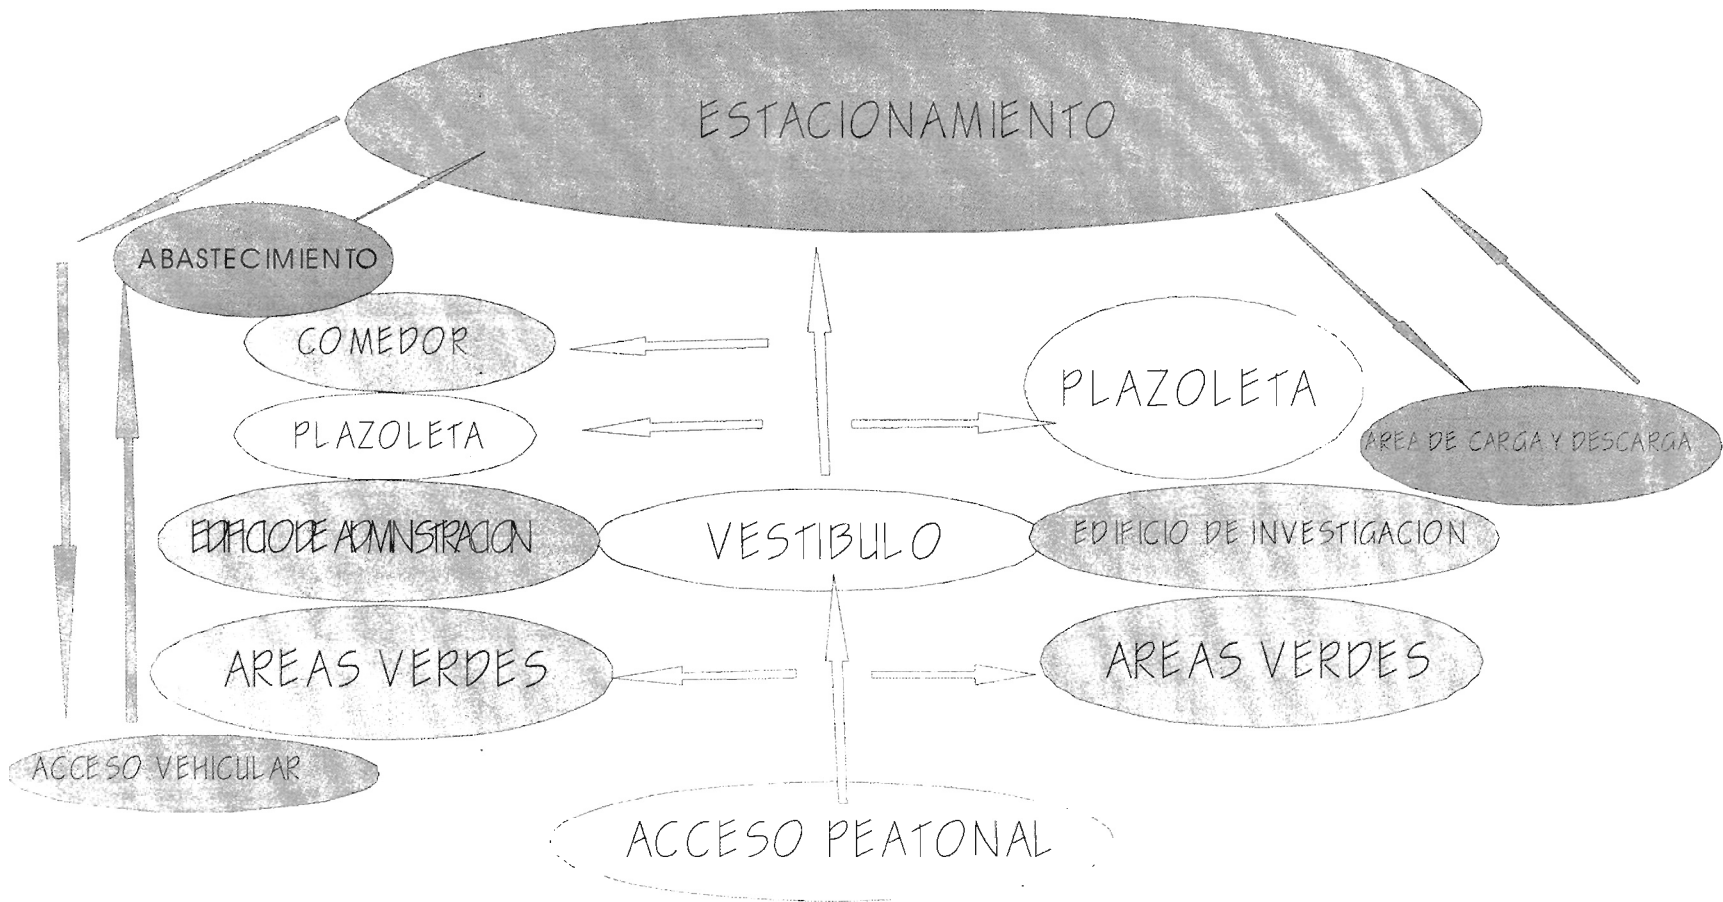 ESTACIONAMIENTO
ABASTECIMIENTO
COMEDOR
PLAZOLETA
PLAZOLETA
AREA DE CARGA Y DESCARGA
EDIFICIO DE ADMINSTRACION
VESTIBULO
EDIFICIO DE INVESTIGACION
AREAS VERDES
AREAS VERDES
ACCESO VEHICULAR
ACCESO PEATONAL